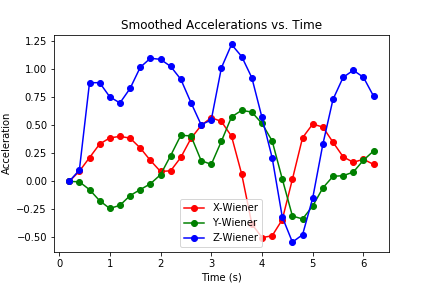 Smoothed Accelerations vs. Time
1.25
1.00
0.75
0.50
0.25
0.00
−0.25
−0.50
Acceleration
X-Wiener
Y-Wiener
Z-Wiener
0 1 2 3 4 5 6
Time (s)